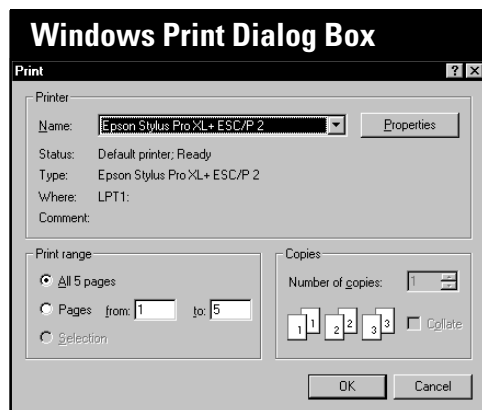 Windows Print Dialog Box
Print
Printer
Name: Epson Stylus Pro XL+ ESC/P 2 Properties
Status: Default printer; Ready
Type: Epson Stylus Pro XL+ ESC/P 2
Where: LPT1:
Comment:
Print range
All 5 pages
Pages from: 1 to: 5
Selection
Copies
Number of copies: 1
1 1 2 2 3 3 Collate
OK Cancel